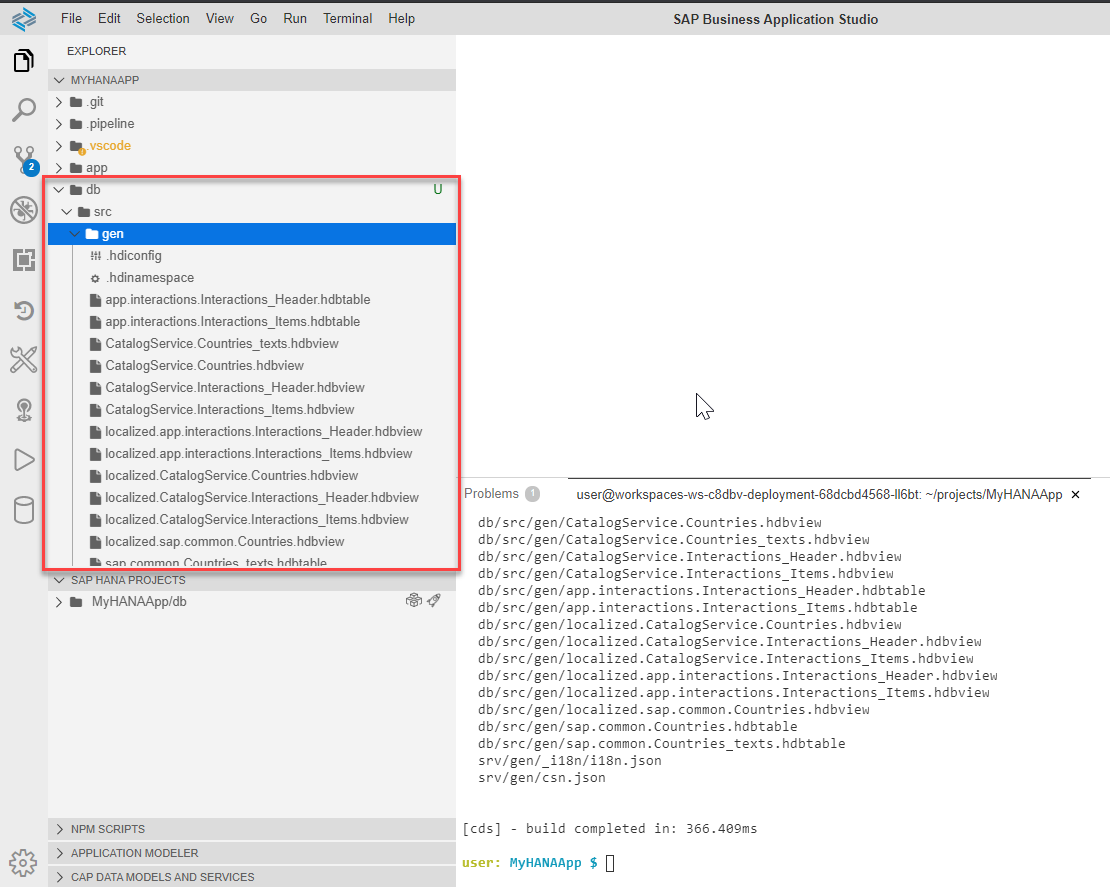 File Edit Selection View Go Run Terminal Help
SAP Business Application Studio
EXPLORER
MYHANAAPP
.git
.pipeline
.vscode
app
db U
src
gen
.hdiconfig
.hdinamespace
app.interactions.Interactions_Header.hdbtable
app.interactions.Interactions_Items.hdbtable
CatalogService.Countries_texts.hdbview
CatalogService.Countries.hdbview
CatalogService.Interactions_Header.hdbview
CatalogService.Interactions_Items.hdbview
localized.app.interactions.Interactions_Header.hdbview
localized.app.interactions.Interactions_Items.hdbview
localized.CatalogService.Countries.hdbview
localized.CatalogService.Interactions_Header.hdbview
localized.CatalogService.Interactions_Items.hdbview
localized.sap.common.Countries.hdbview
sap.common.Countries_texts.hdbtable
2
SAP HANA PROJECTS
MyHANAApp/db
NPM SCRIPTS
APPLICATION MODELER
CAP DATA MODELS AND SERVICES
Problems 1
user@workspaces-ws-c8dbv-deployment-68dcbd4568-ll6bt: ~/projects/MyHANAApp ×
db/src/gen/CatalogService.Countries.hdbview
db/src/gen/CatalogService.Countries_texts.hdbview
db/src/gen/CatalogService.Interactions_Header.hdbview
db/src/gen/CatalogService.Interactions_Items.hdbview
db/src/gen/app.interactions.Interactions_Header.hdbtable
db/src/gen/app.interactions.Interactions_Items.hdbtable
db/src/gen/localized.CatalogService.Countries.hdbview
db/src/gen/localized.CatalogService.Interactions_Header.hdbview
db/src/gen/localized.CatalogService.Interactions_Items.hdbview
db/src/gen/localized.app.interactions.Interactions_Header.hdbview
db/src/gen/localized.app.interactions.Interactions_Items.hdbview
db/src/gen/localized.sap.common.Countries.hdbview
db/src/gen/sap.common.Countries.hdbtable
db/src/gen/sap.common.Countries_texts.hdbtable
srv/gen/_i18n/i18n.json
srv/gen/csn.json
[cds] - build completed in: 366.409ms
user: MyHANAApp $